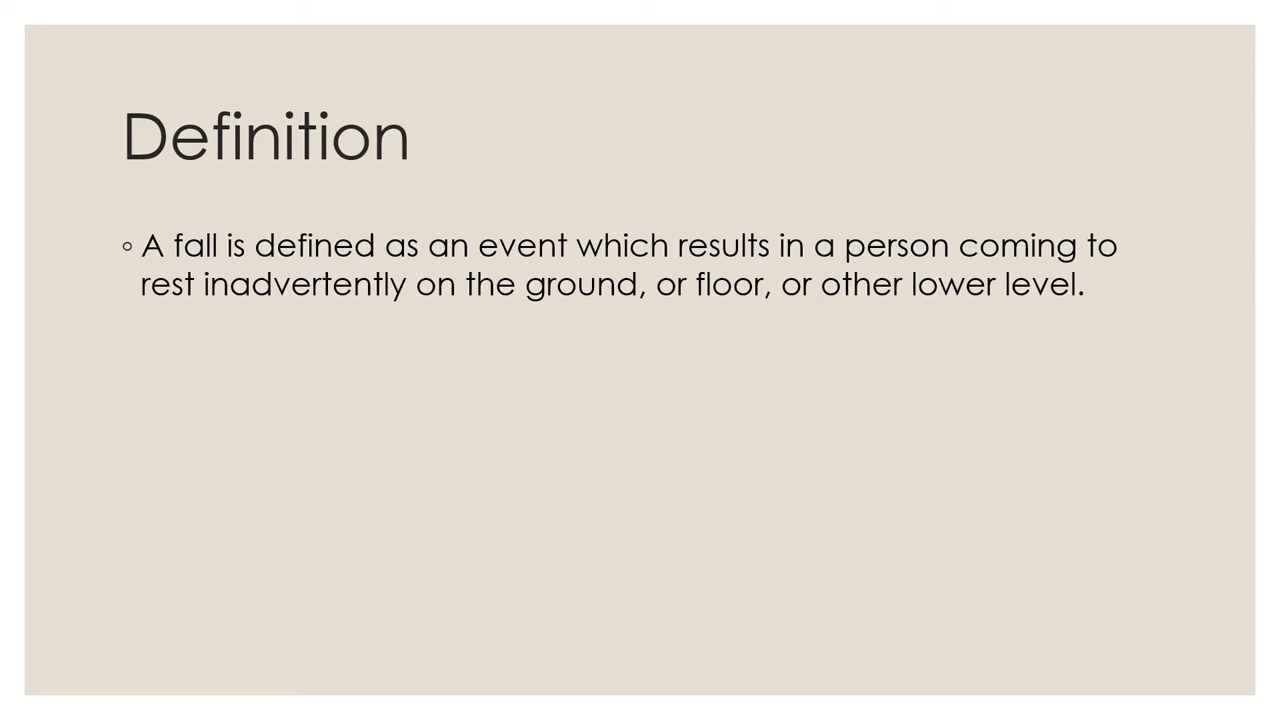 Definition
◦ A fall is defined as an event which results in a person coming to
rest inadvertently on the ground, or floor, or other lower level.